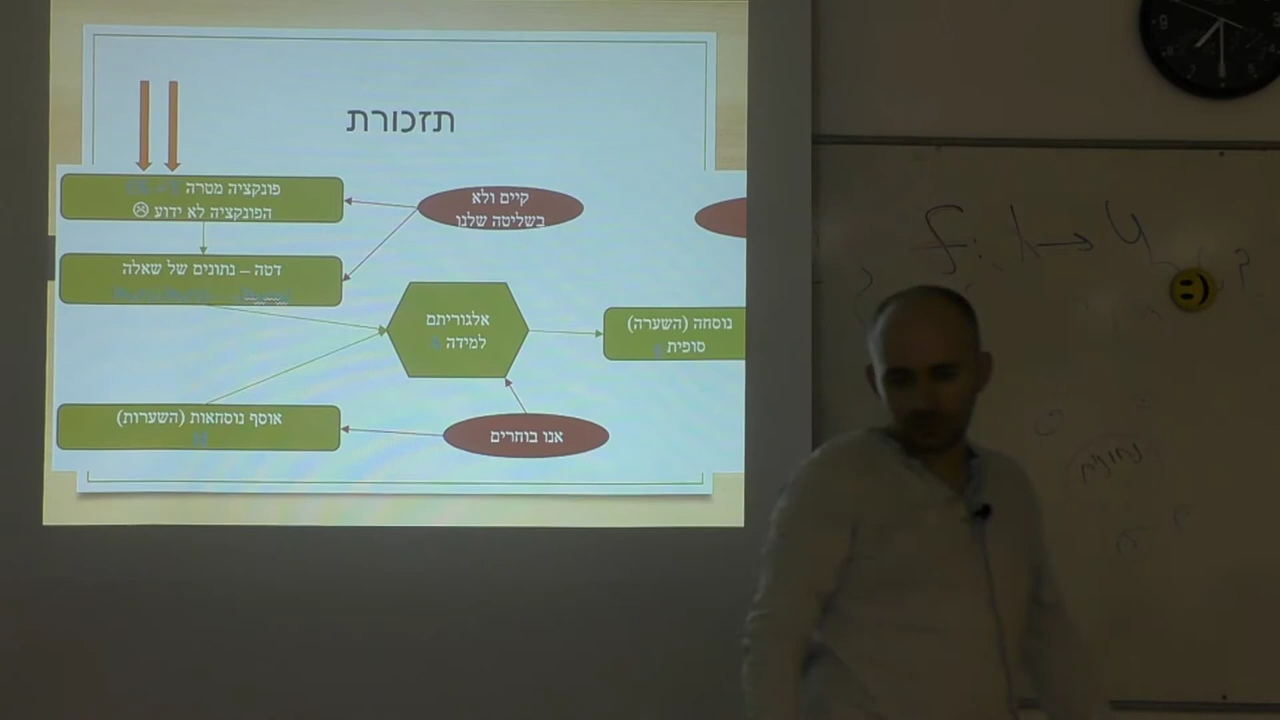 תזכורת
פונקציה מטרה
הפונקציה לא ידוע ☹
קיים ולא
בשליטה שלנו
דטה – נתונים של שאלה
אלגוריתם
למידה
נוסחה (השערה)
סופית
אוסף נוסחאות (השערות)
H
אנו בוחרים
f: X → Y